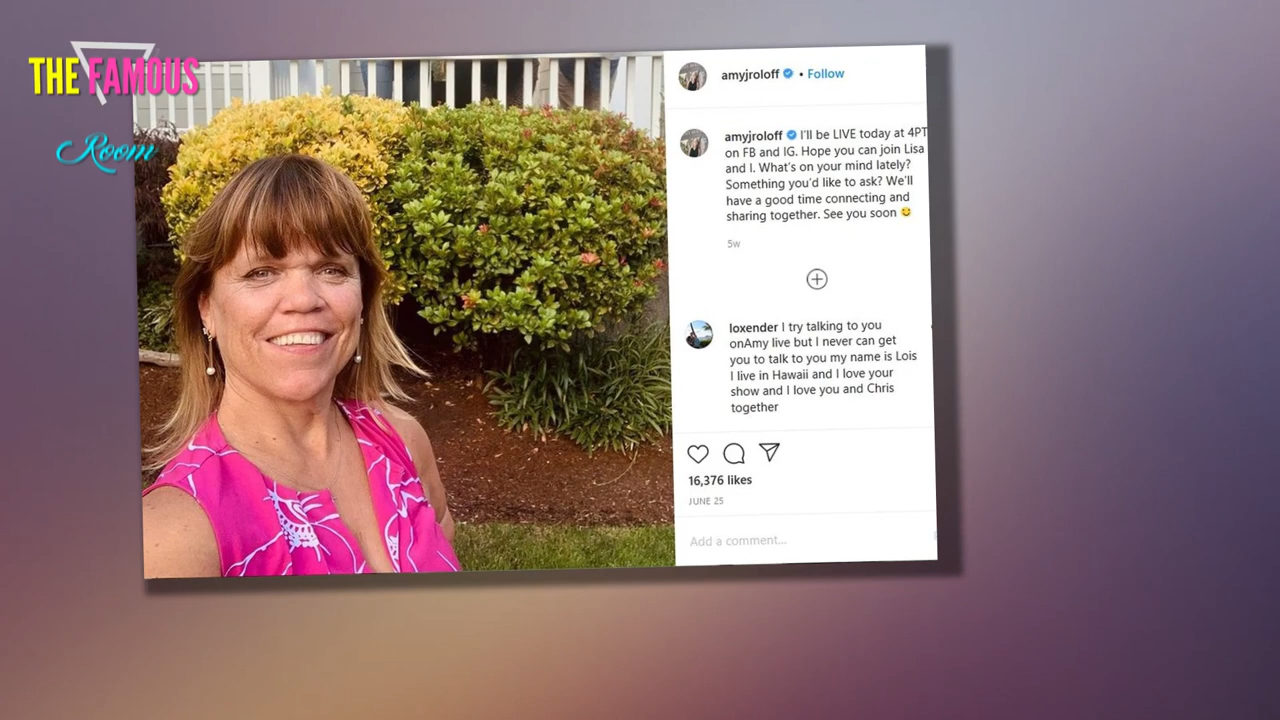 THE FAMOUS
Room
amyjroloff • Follow
amyjroloff I'll be LIVE today at 4PT
on FB and IG. Hope you can join Lisa
and I. What's on your mind lately?
Something you'd like to ask? We'll
have a good time connecting and
sharing together. See you soon 😊
5w
loxender I try talking to you
onAmy live but I never can get
you to talk to you my name is Lois
I live in Hawaii and I love your
show and I love you and Chris
together
16,376 likes
JUNE 25
Add a comment...